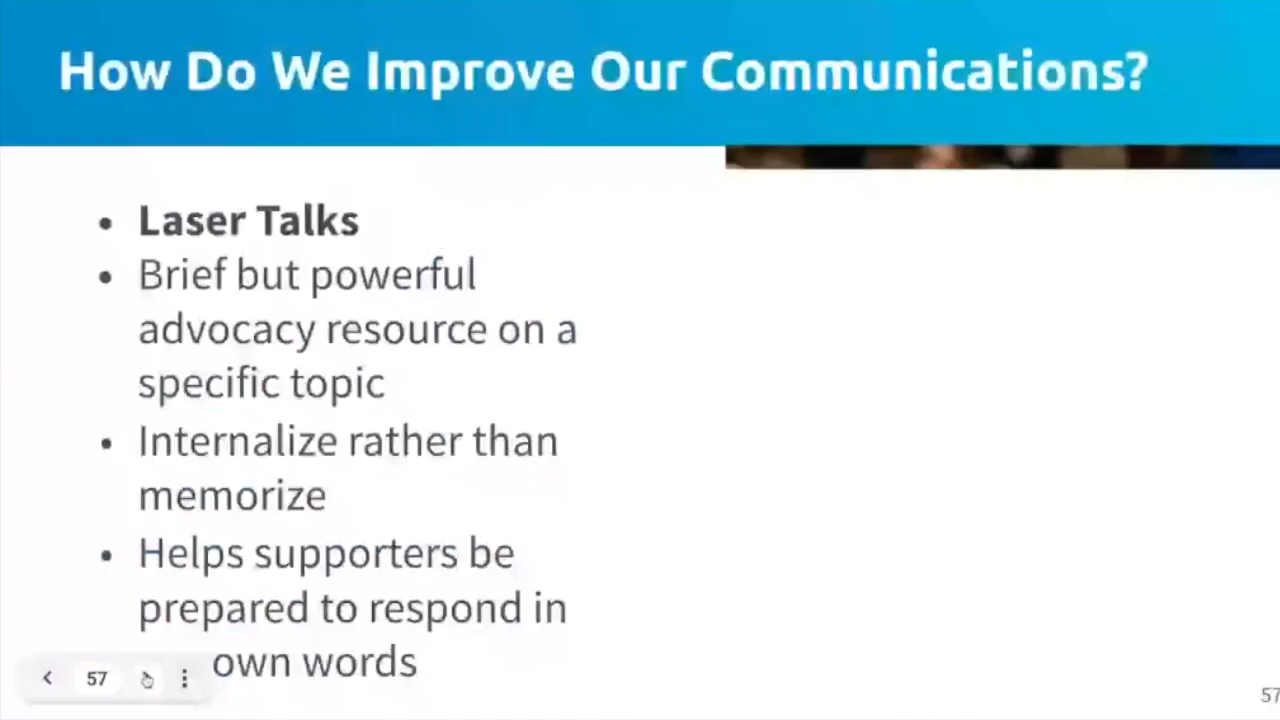 How Do We Improve Our Communications?
• Laser Talks
• Brief but powerful
advocacy resource on a
specific topic
• Internalize rather than
memorize
• Helps supporters be
prepared to respond in
own words
57
57